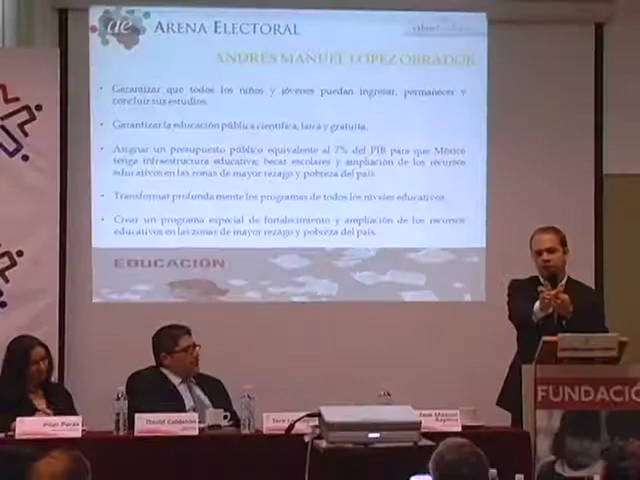 ae ARENA ELECTORAL
ANDRÉS MANUEL LÓPEZ OBRADOR
• Garantizar que todos los niños y jóvenes puedan ingresar, permanecer y
concluir sus estudios.
• Garantizar la educación pública científica, laica y gratuita.
• Asignar un presupuesto público equivalente al 7% del PIB para que México
tenga infraestructura educativa; becas escolares y ampliación de los recursos
educativos en las zonas de mayor rezago y pobreza del país.
• Transformar profundamente los programas de todos los niveles educativos.
• Crear un programa especial de fortalecimiento y ampliación de los recursos
educativos en las zonas de mayor rezago y pobreza del país.
EDUCACIÓN
David Calderón
FUNDACIÓ